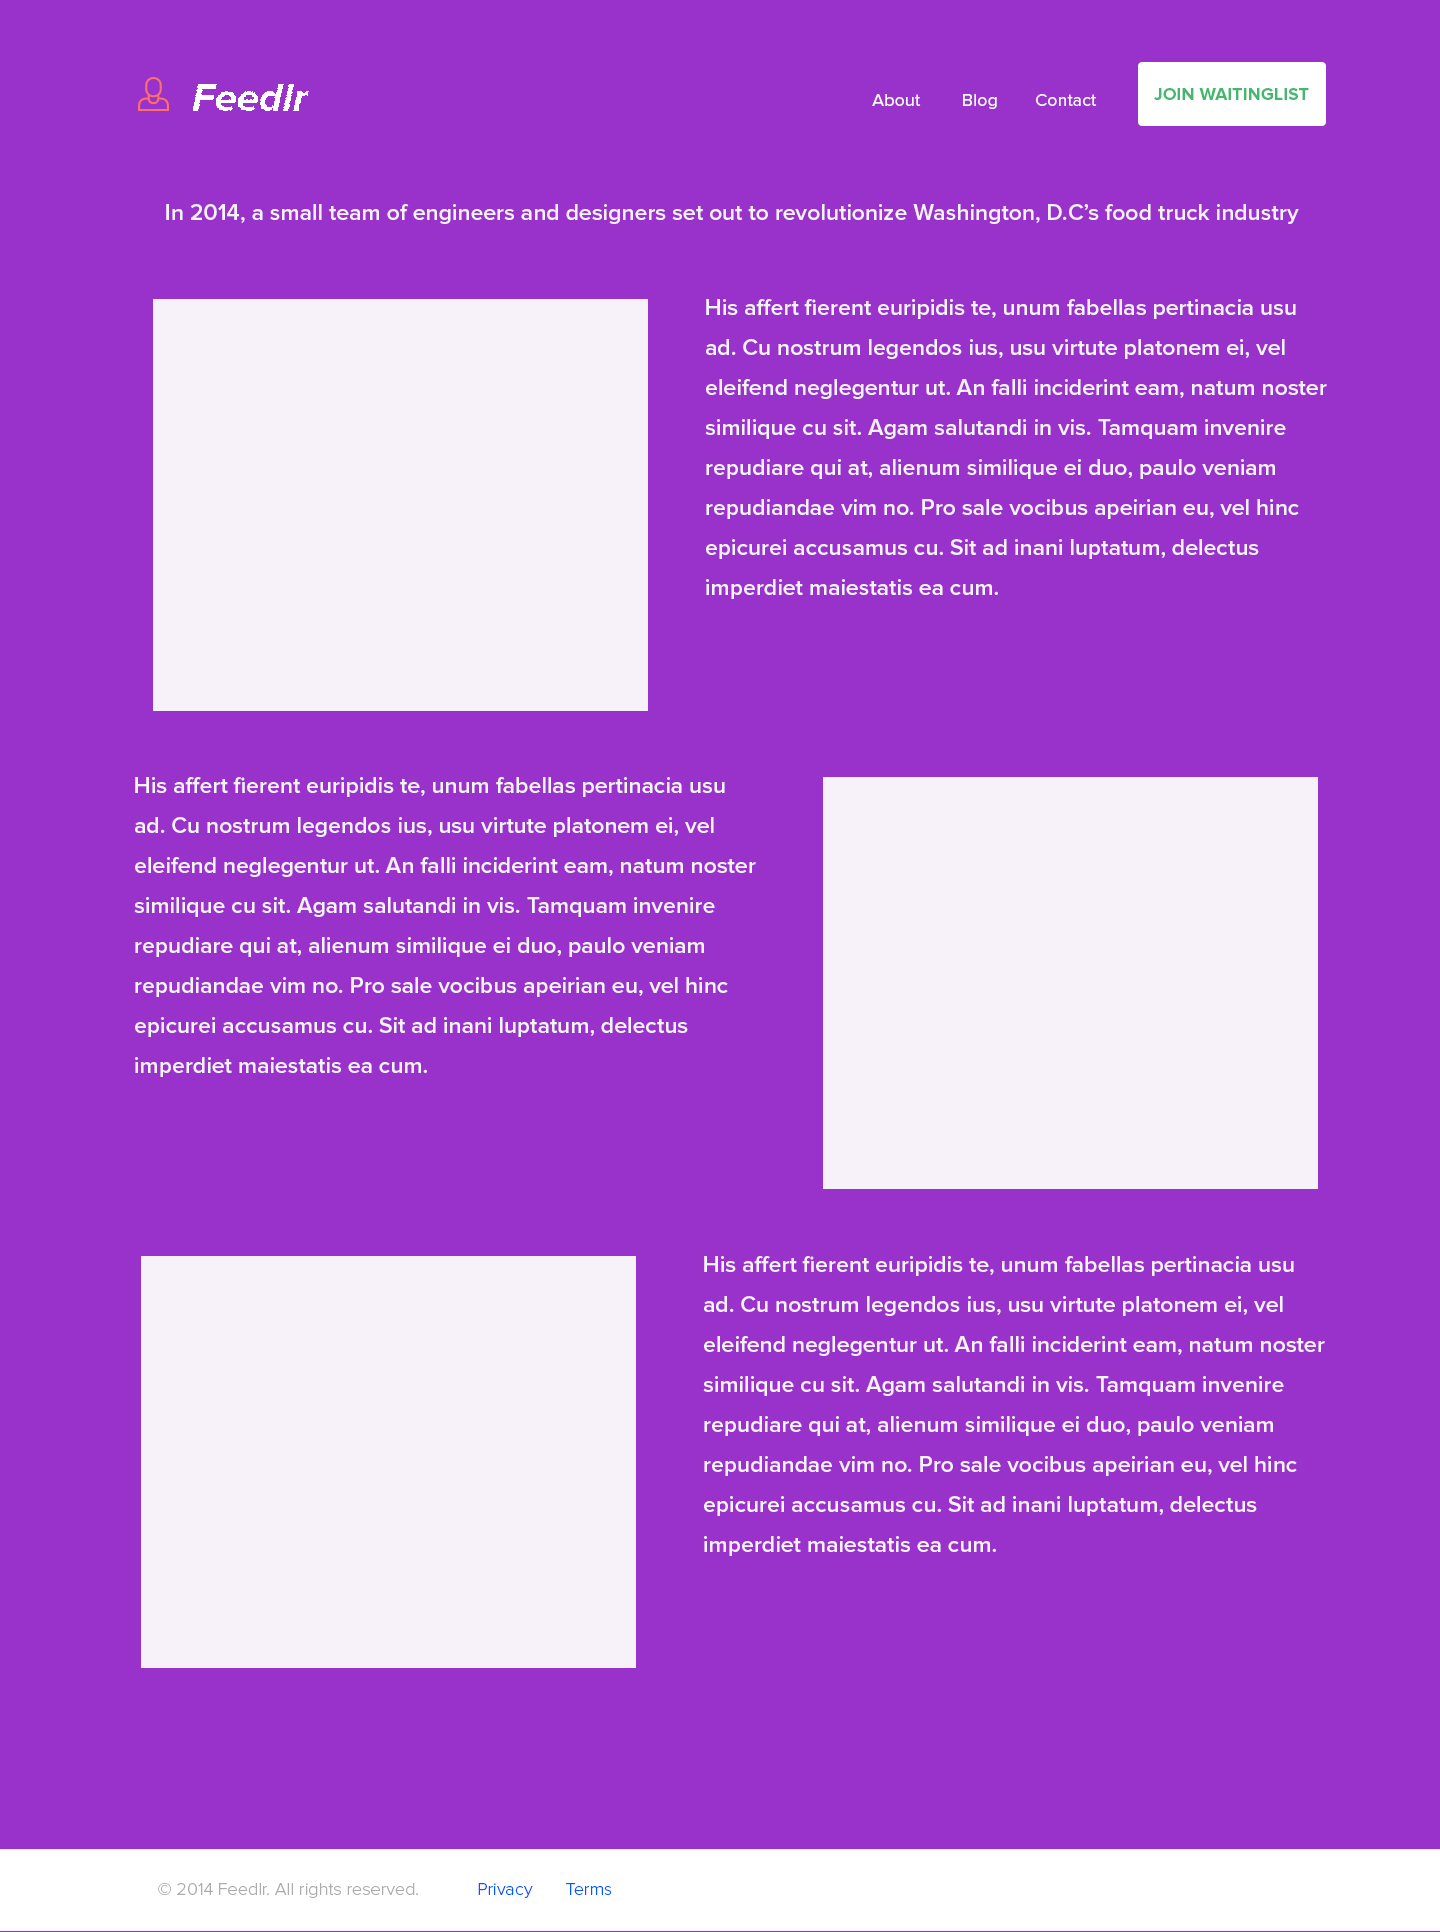 Feedlr
About Blog Contact JOIN WAITINGLIST
In 2014, a small team of engineers and designers set out to revolutionize Washington, D.C’s food truck industry
His affert fierent euripidis te, unum fabellas pertinacia usu
ad. Cu nostrum legendos ius, usu virtute platonem ei, vel
eleifend neglegentur ut. An falli inciderint eam, natum noster
similique cu sit. Agam salutandi in vis. Tamquam invenire
repudiare qui at, alienum similique ei duo, paulo veniam
repudiandae vim no. Pro sale vocibus apeirian eu, vel hinc
epicurei accusamus cu. Sit ad inani luptatum, delectus
imperdiet maiestatis ea cum.
His affert fierent euripidis te, unum fabellas pertinacia usu
ad. Cu nostrum legendos ius, usu virtute platonem ei, vel
eleifend neglegentur ut. An falli inciderint eam, natum noster
similique cu sit. Agam salutandi in vis. Tamquam invenire
repudiare qui at, alienum similique ei duo, paulo veniam
repudiandae vim no. Pro sale vocibus apeirian eu, vel hinc
epicurei accusamus cu. Sit ad inani luptatum, delectus
imperdiet maiestatis ea cum.
His affert fierent euripidis te, unum fabellas pertinacia usu
ad. Cu nostrum legendos ius, usu virtute platonem ei, vel
eleifend neglegentur ut. An falli inciderint eam, natum noster
similique cu sit. Agam salutandi in vis. Tamquam invenire
repudiare qui at, alienum similique ei duo, paulo veniam
repudiandae vim no. Pro sale vocibus apeirian eu, vel hinc
epicurei accusamus cu. Sit ad inani luptatum, delectus
imperdiet maiestatis ea cum.
© 2014 Feedlr. All rights reserved. Privacy Terms